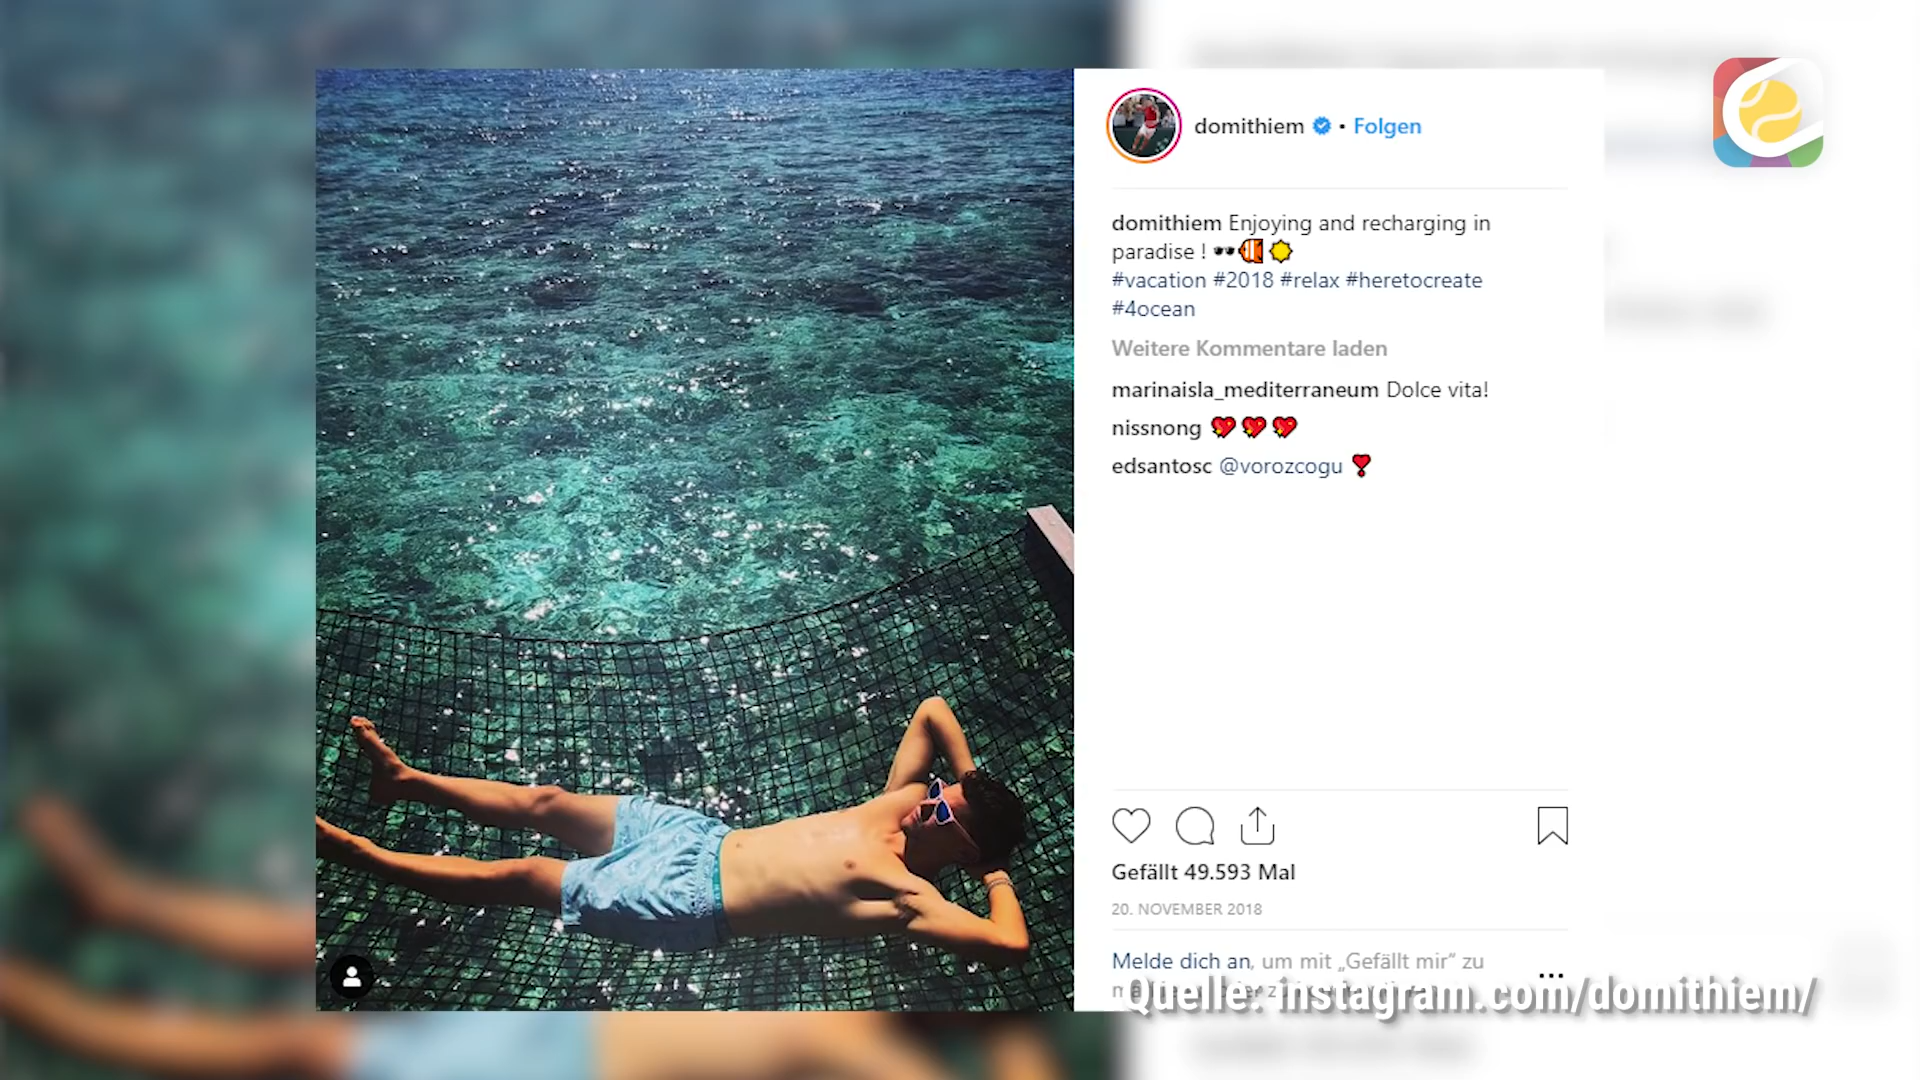 domithiem • Folgen
domithiem Enjoying and recharging in
paradise ! 🕶️🐠☀️
#vacation #2018 #relax #heretocreate
#4ocean
Weitere Kommentare laden
marinaisla_mediterraneum Dolce vita!
nissnong 💖💖💖
edsantosc @vorozcogu ❣️
Gefällt 49.593 Mal
20. NOVEMBER 2018
Melde dich an, um mit „Gefällt mir“ zu
Quelle: instagram.com/domithiem/